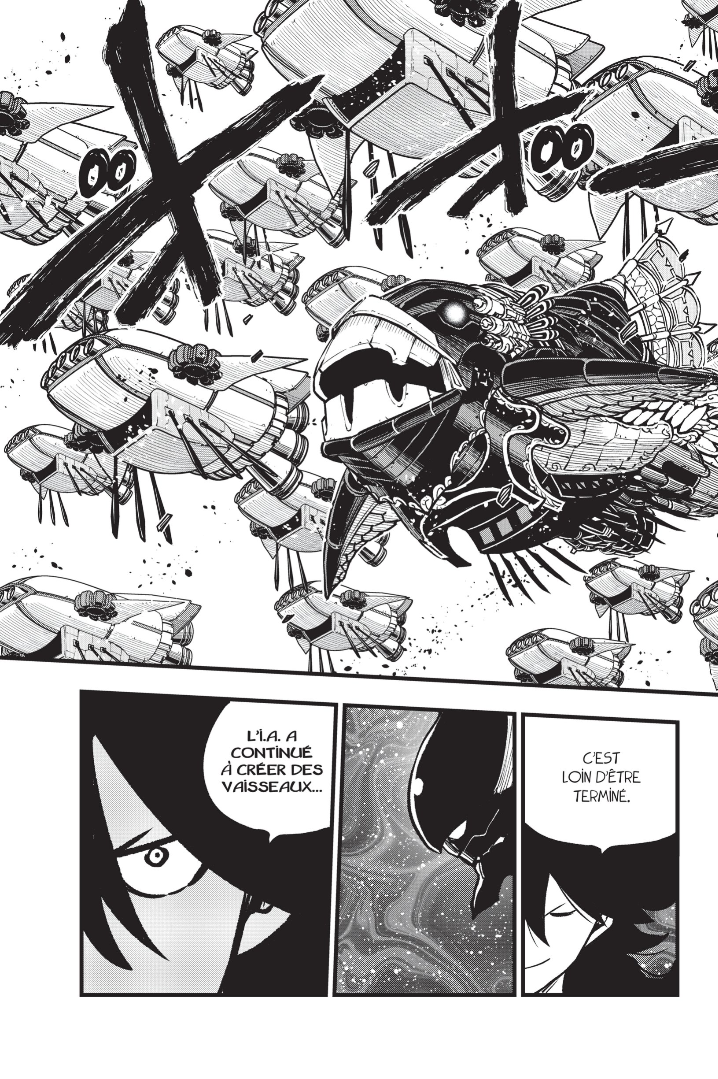 C'EST
LOIN D'ÊTRE
TERMINÉ.
L'I.A. A
CONTINUÉ
À CRÉER DES
VAISSEAUX...